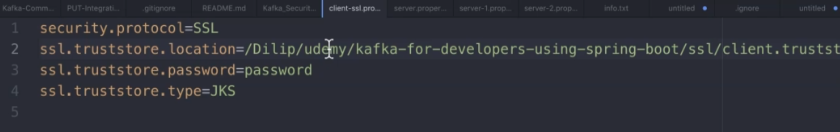 Kafka-Comm... PUT-Integrati... .gitignore README.md Kafka_Securit... client-ssl.pro... server.proper... server-1.prop... server-2.prop... info.txt untitled .ignore untitled
1 security.protocol=SSL
2 ssl.truststore.location=/Dilip/udemy/kafka-for-developers-using-spring-boot/ssl/client.trustst
3 ssl.truststore.password=password
4 ssl.truststore.type=JKS
5